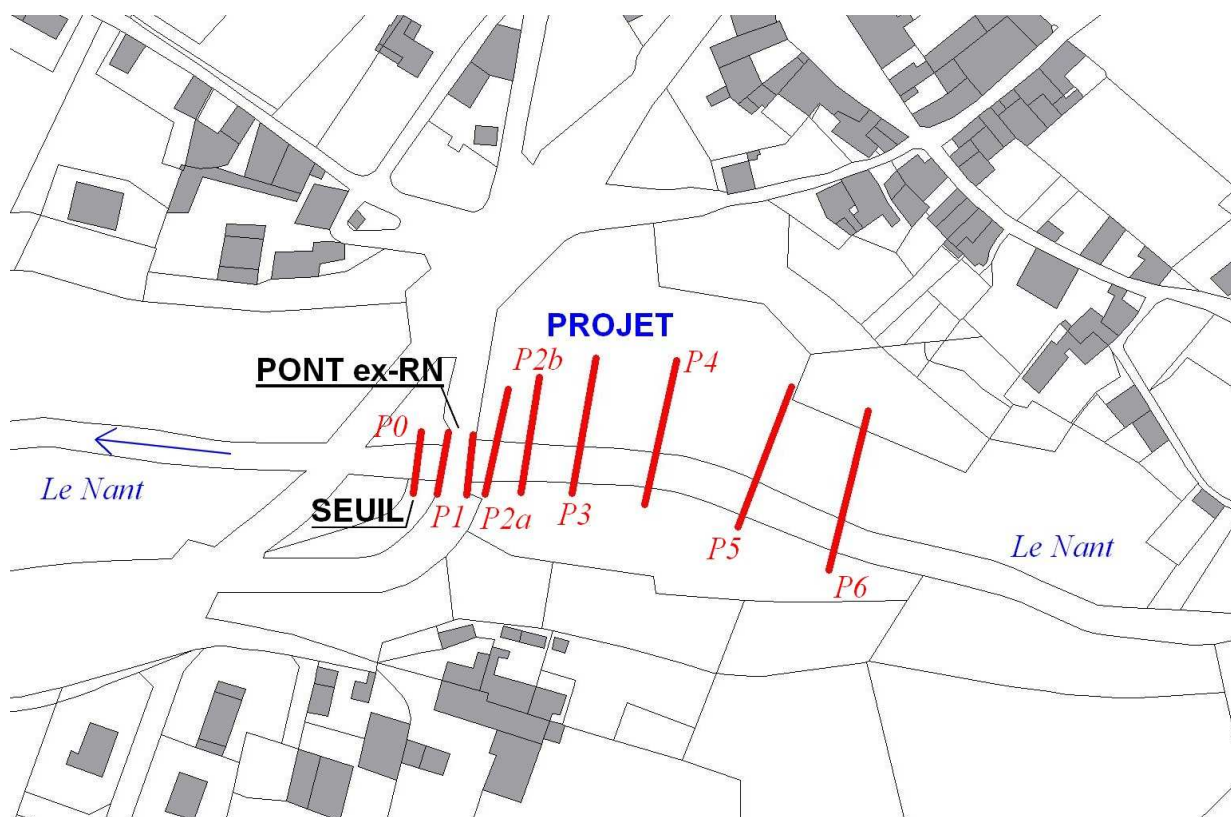 PROJET
P2b
P4
PONT ex-RN
P0
Le Nant
SEUIL
P1
P2a
P3
P5
Le Nant
P6